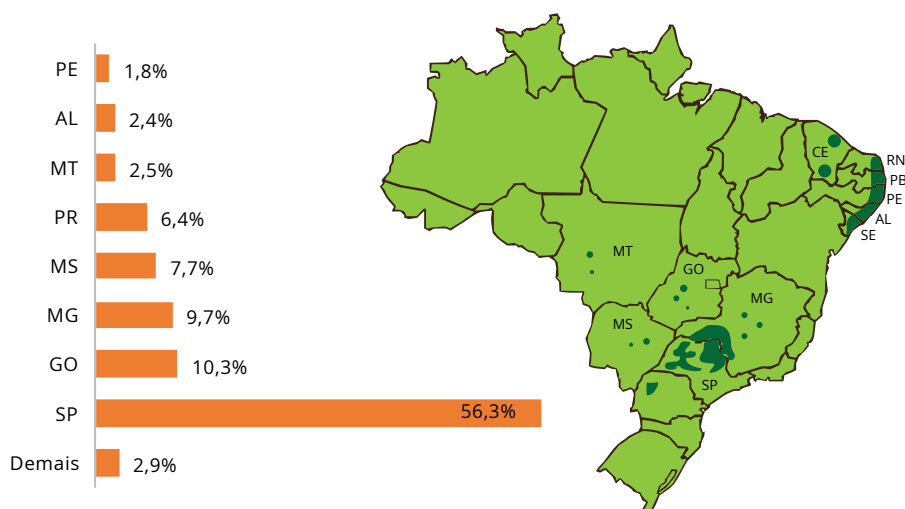 PE 1,8%
AL 2,4%
MT 2,5%
PR 6,4%
MS 7,7%
MG 9,7%
GO 10,3%
SP 56,3%
Demais 2,9%
CE
RN
PB
PE
AL
SE
MT
GO
MG
MS
SP